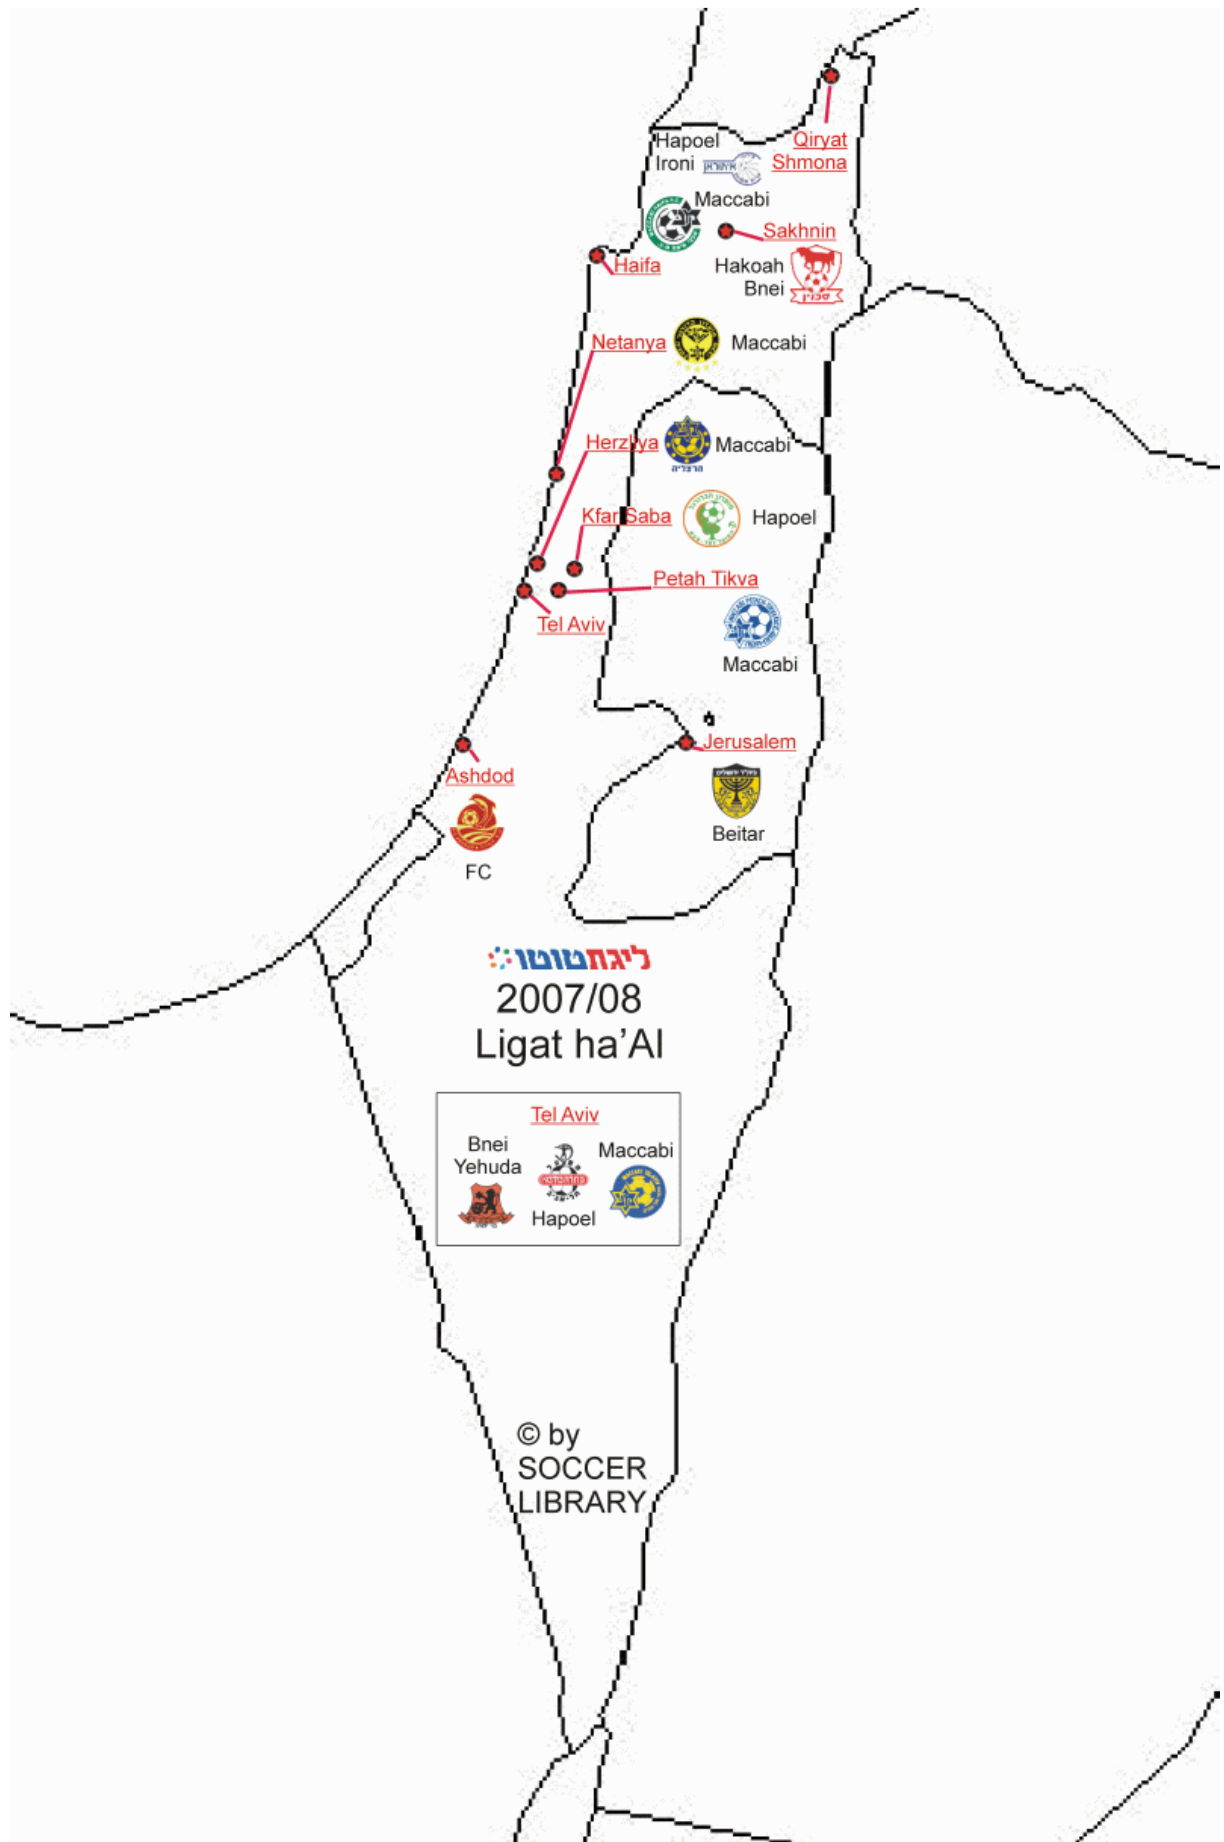 Hapoel
Ironi
Qiryat
Shmona
Maccabi
Sakhnin
Haifa
Hakoah
Bnei
סכנין
Netanya
Maccabi
Herzliya
Maccabi
הרצליה
Kfar Saba
Hapoel
Petah Tikva
Tel Aviv
Maccabi
Jerusalem
Ashdod
Beitar
FC
ליגתטוטו
2007/08
Ligat ha’Al
Tel Aviv
Bnei
Yehuda
Maccabi
Hapoel
© by
SOCCER
LIBRARY